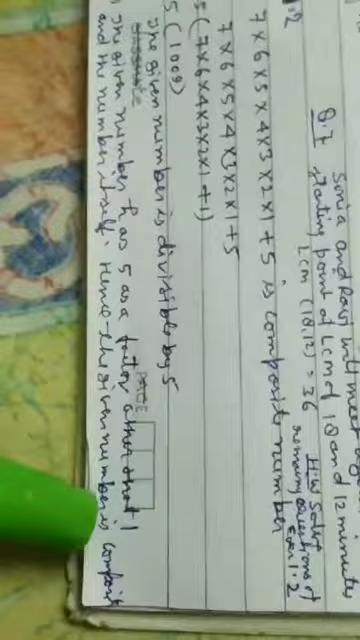 Sonia and Ravi will meet again
Q.7 starting point of LCM of 18 and 12 minutes
LCM (18,12) = 36 H.W Solve
remaining questions of
Exer 1.2
7×6×5×4×3×2×1+5 is composite number
7×6×5×4×3×2×1+5
5(7×6×4×3×2×1+1)
5(1009)
The given number is divisible by 5
DATE
The given number has 5 as a factor other than 1
and the number itself. Hence the given number is composit